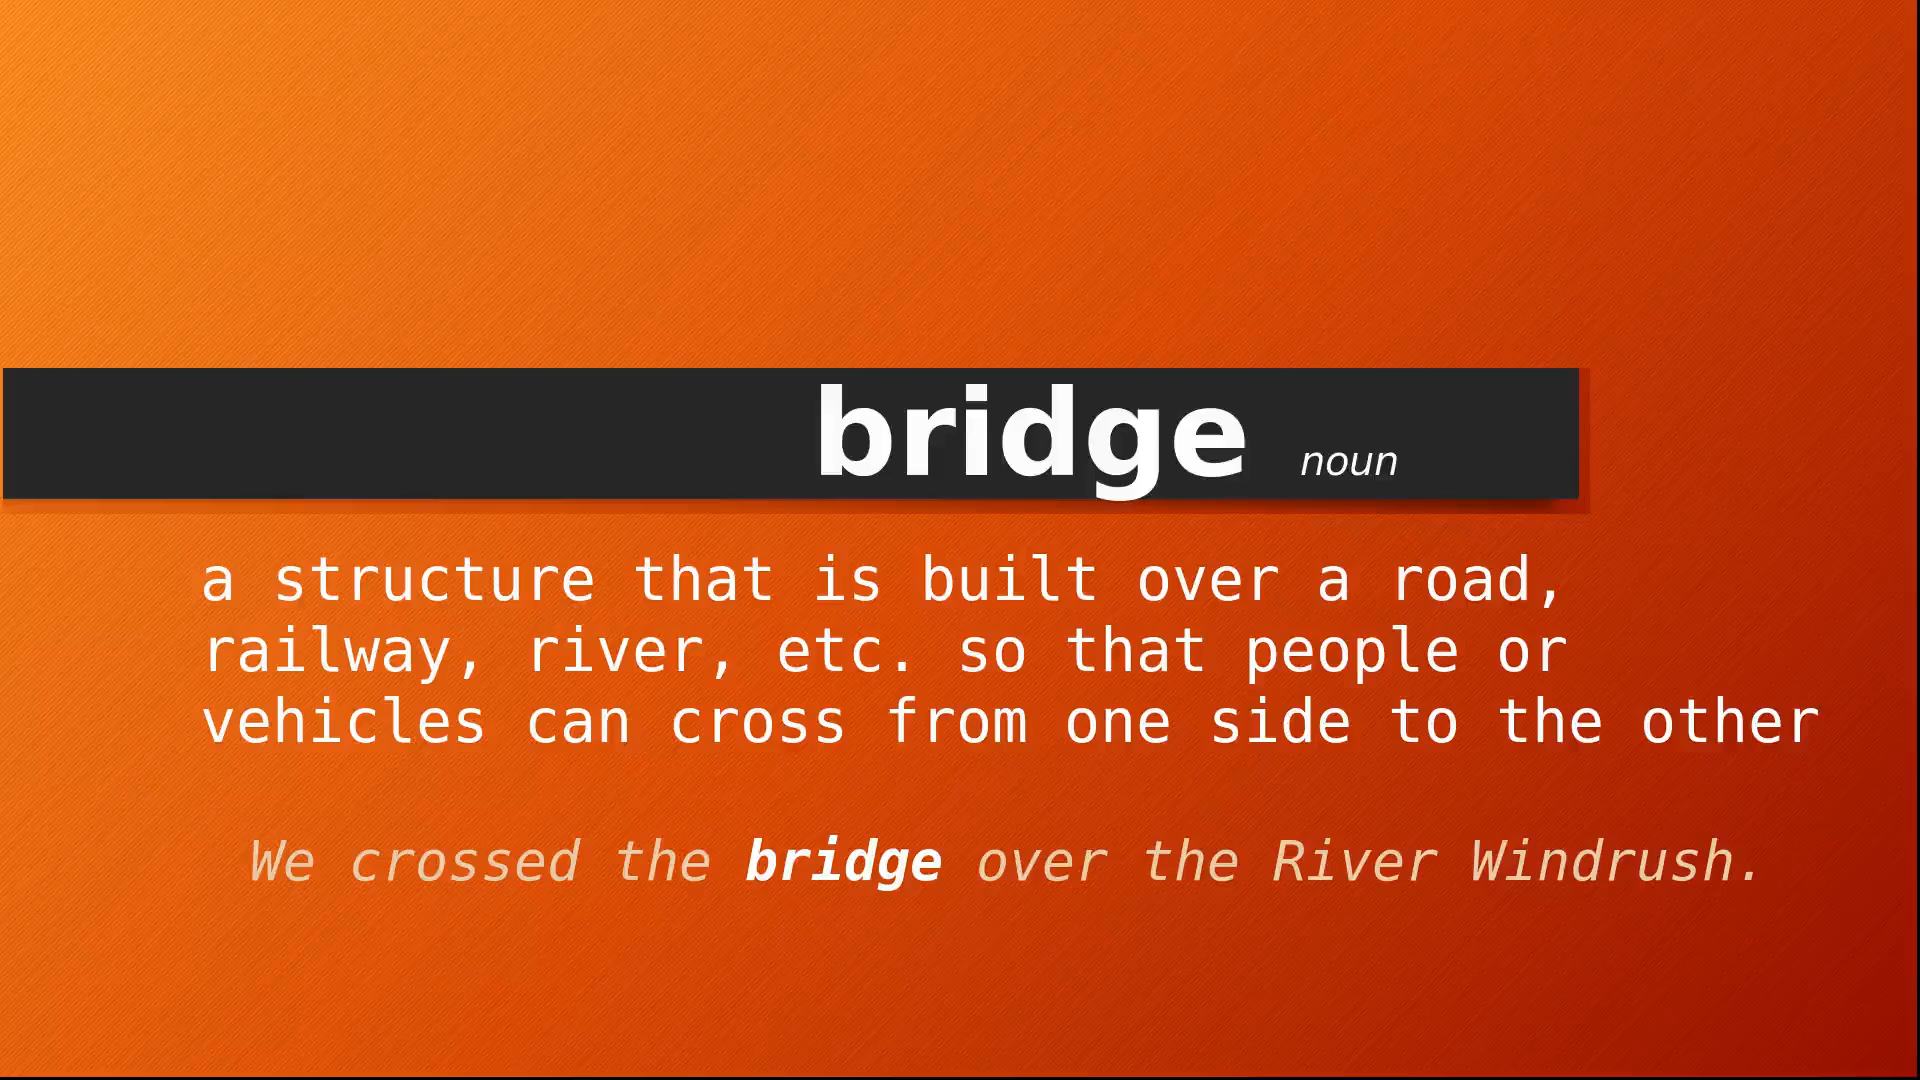 bridge noun
a structure that is built over a road,
railway, river, etc. so that people or
vehicles can cross from one side to the other
We crossed the bridge over the River Windrush.